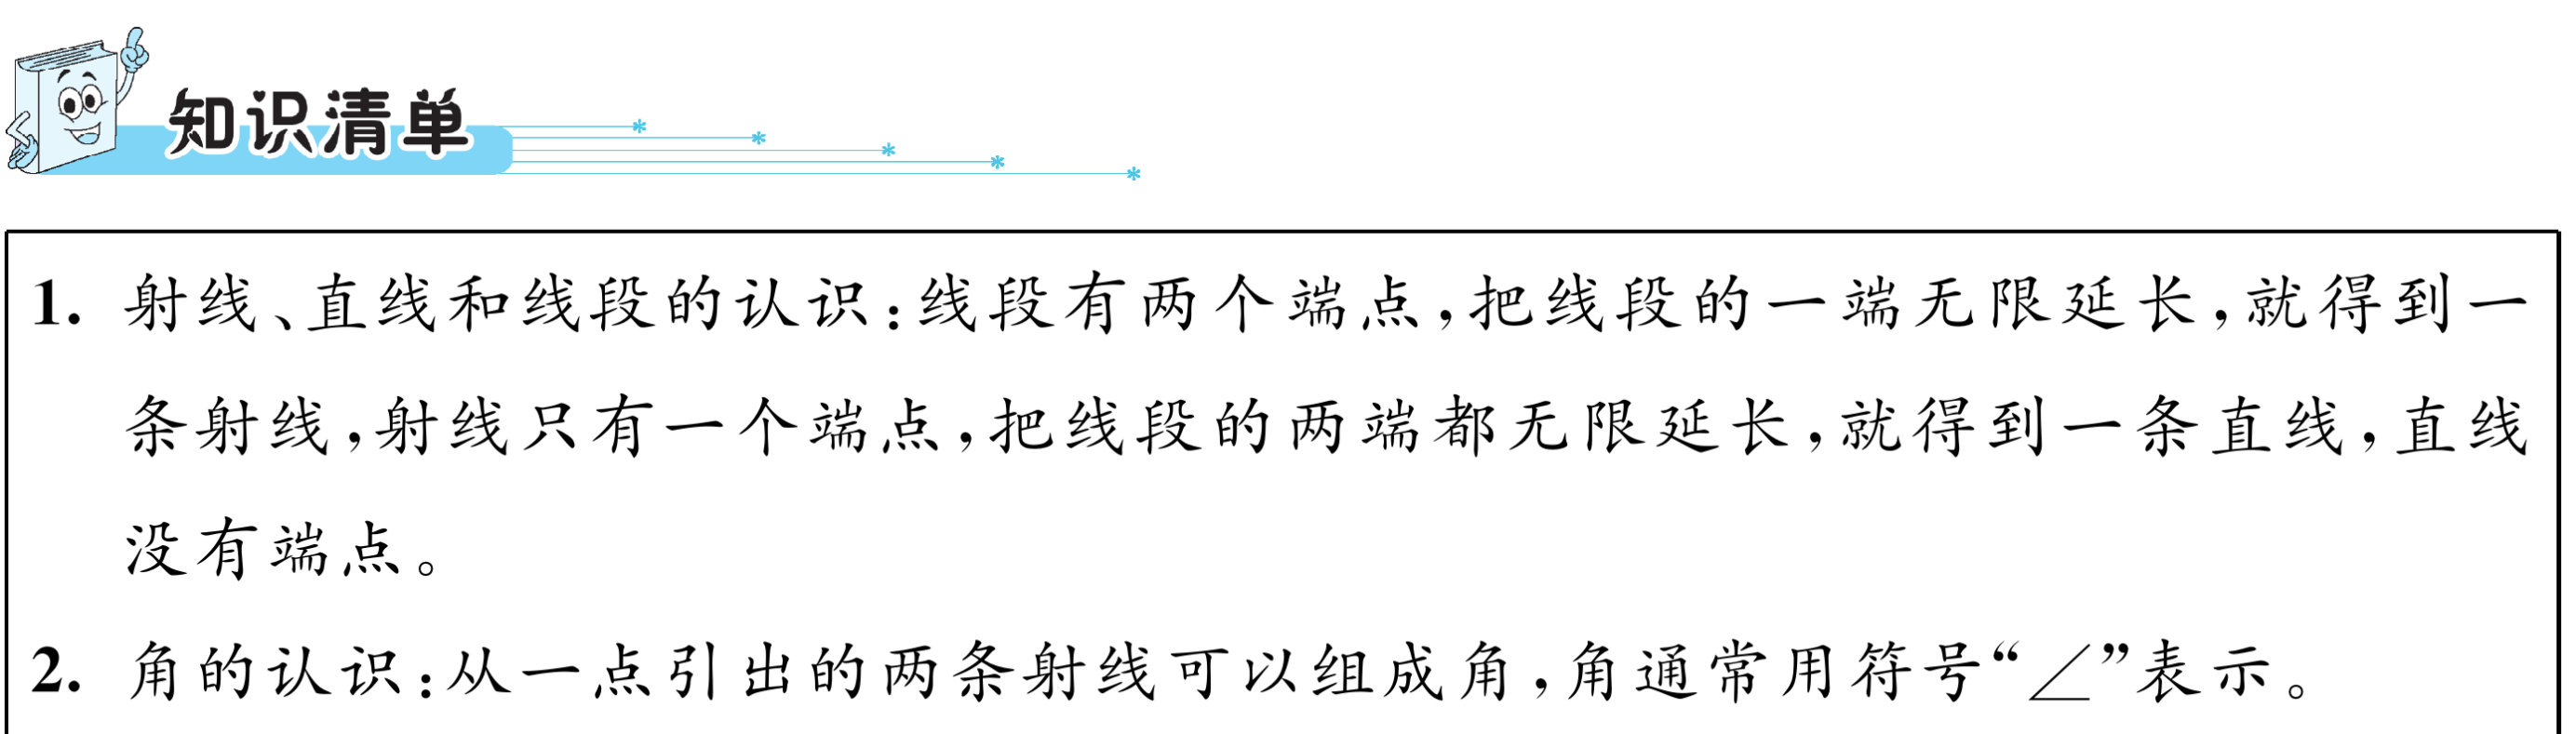 知识清单
1. 射线、直线和线段的认识:线段有两个端点,把线段的一端无限延长,就得到一
条射线,射线只有一个端点,把线段的两端都无限延长,就得到一条直线,直线
没有端点。
2. 角的认识:从一点引出的两条射线可以组成角,角通常用符号“∠”表示。